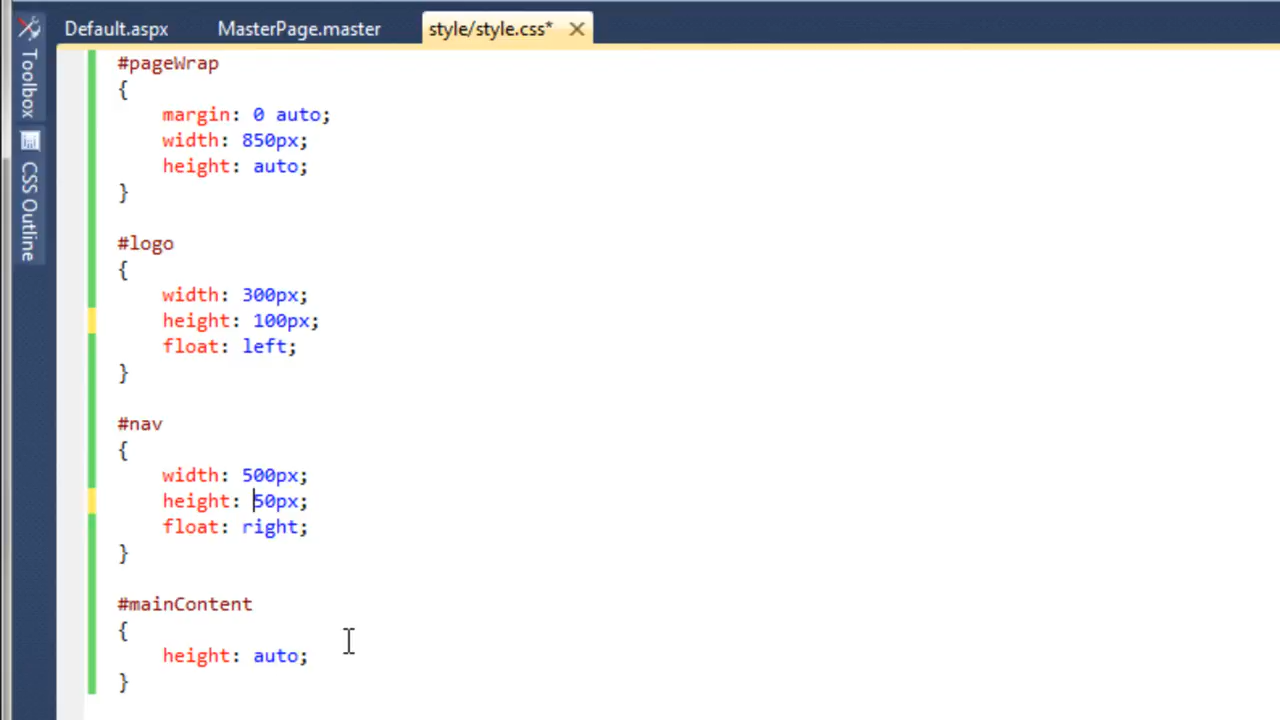 Default.aspx MasterPage.master style/style.css*
Toolbox
CSS Outline
#pageWrap
{
margin: 0 auto;
width: 850px;
height: auto;
}
#logo
{
width: 300px;
height: 100px;
float: left;
}
#nav
{
width: 500px;
height: 50px;
float: right;
}
#mainContent
{
height: auto;
}